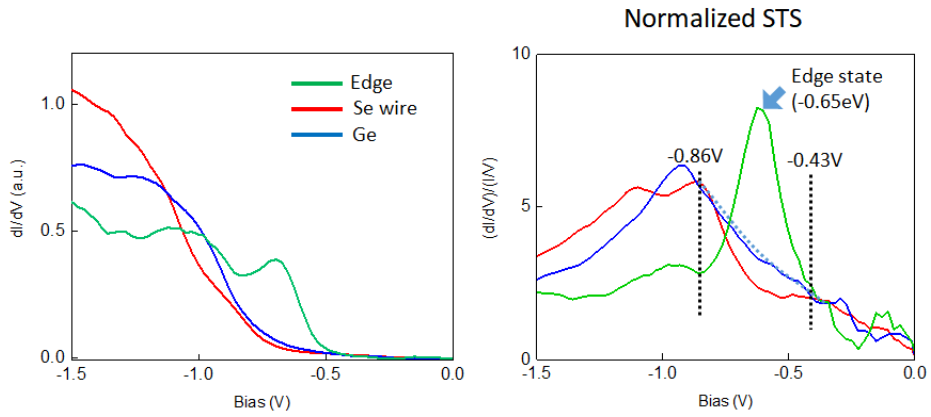 Normalized STS
dI/dV (a.u.)
1.0
0.5
0.0
Edge
Se wire
Ge
-1.5
-1.0
-0.5
0.0
Bias (V)
(dI/dV)/(I/V)
10
5
0
Edge state
(-0.65eV)
-0.86V
-0.43V
-1.5
-1.0
-0.5
0.0
Bias (V)